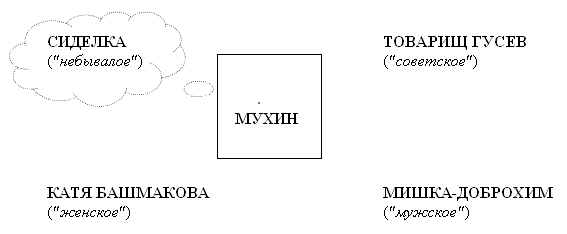 СИДЕЛКА
("небывалое")
ТОВАРИЩ ГУСЕВ
("советское")
МУХИН
КАТЯ БАШМАКОВА
("женское")
МИШКА-ДОБРОХИМ
("мужское")